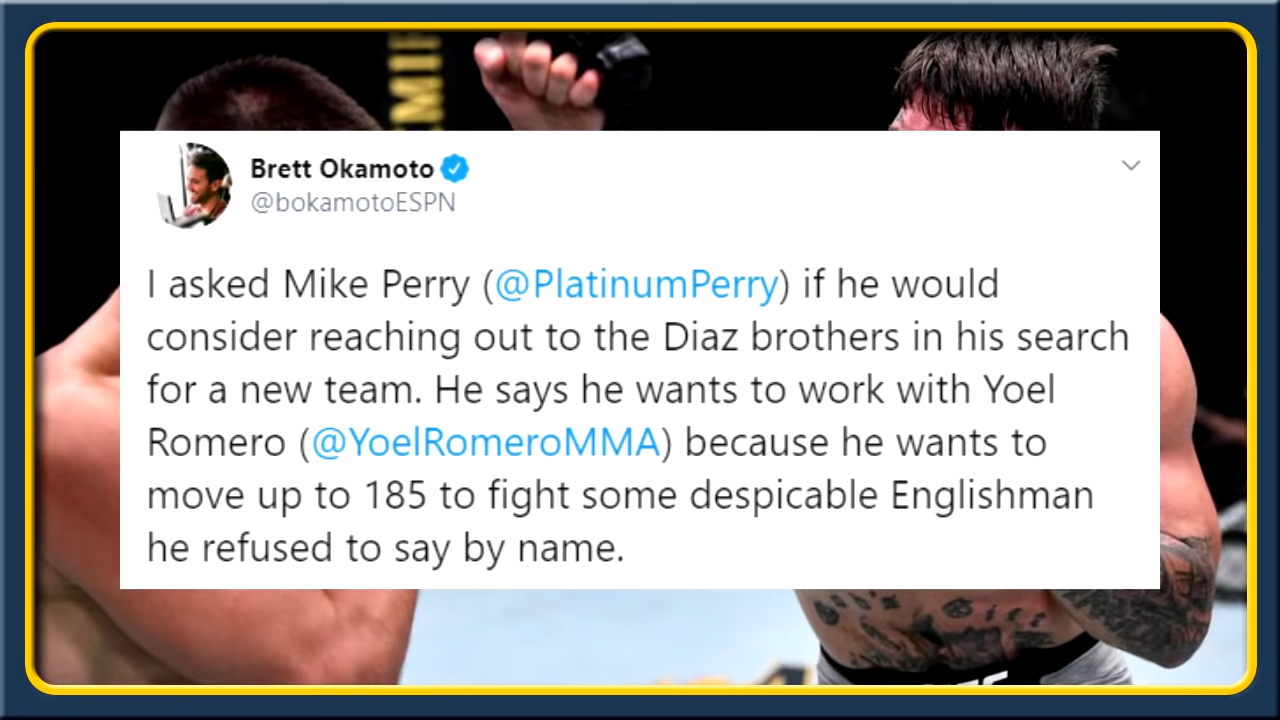 Brett Okamoto
@bokamotoESPN
I asked Mike Perry (@PlatinumPerry) if he would
consider reaching out to the Diaz brothers in his search
for a new team. He says he wants to work with Yoel
Romero (@YoelRomeroMMA) because he wants to
move up to 185 to fight some despicable Englishman
he refused to say by name.